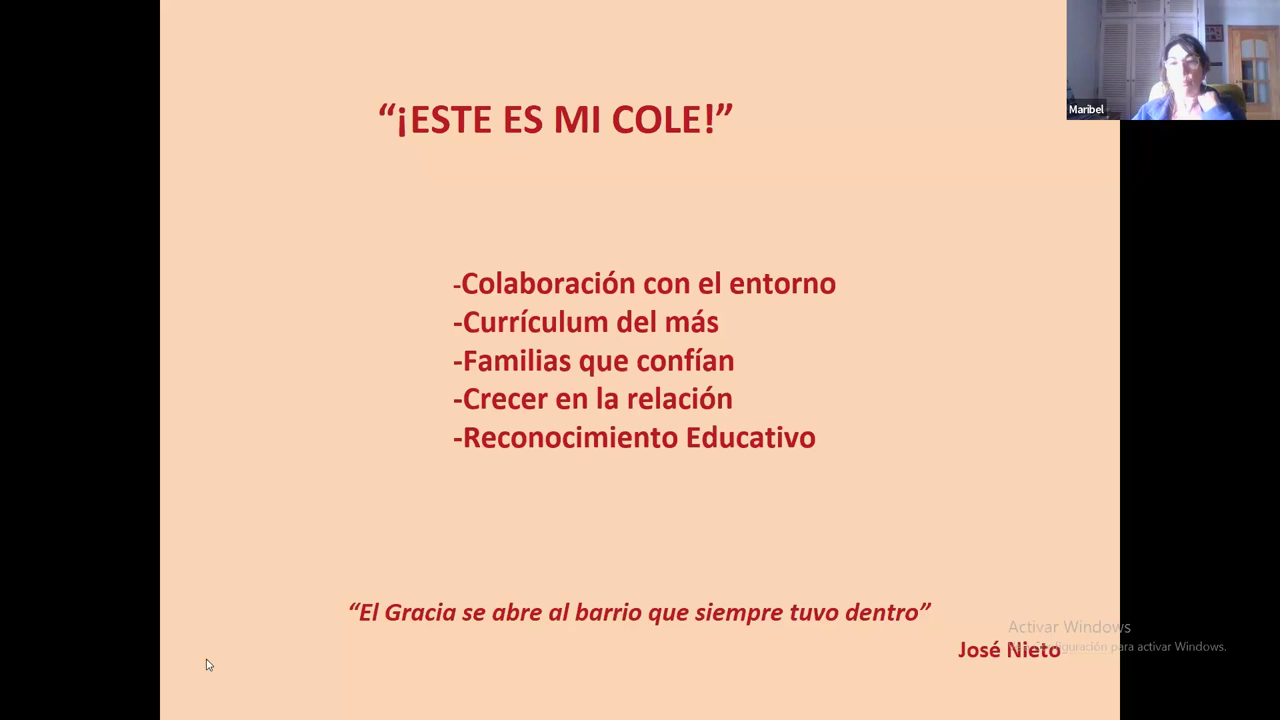 “¡ESTE ES MI COLE!”
Maribel
-Colaboración con el entorno
-Currículum del más
-Familias que confían
-Crecer en la relación
-Reconocimiento Educativo
“El Gracia se abre al barrio que siempre tuvo dentro”
Activar Windows
José Nieto
para activar Windows.